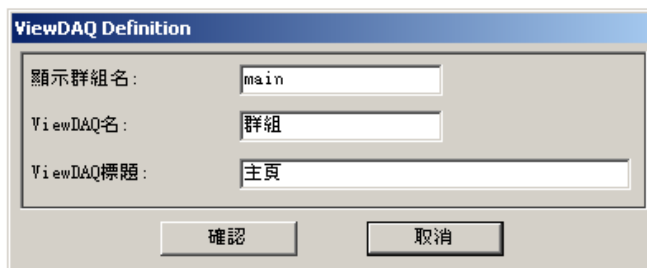 ViewDAQ Definition
顯示群組名: main
ViewDAQ名: 群組
ViewDAQ標題: 主頁
確認 取消